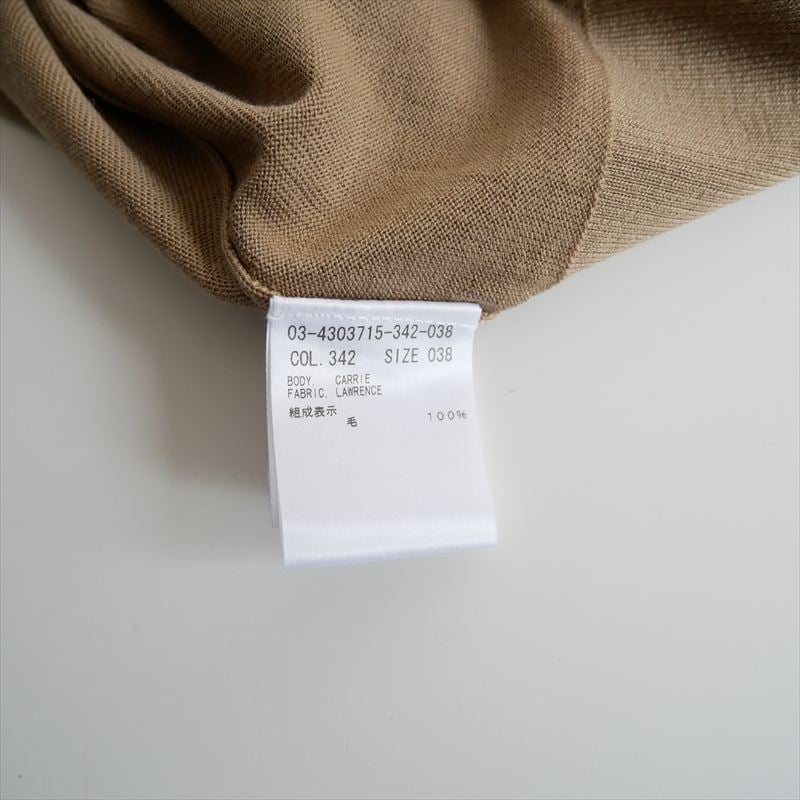 03-4303715-342-038
COL. 342 SIZE 038
BODY. CARRIE
FABRIC. LAWRENCE
組成表示
毛 100%